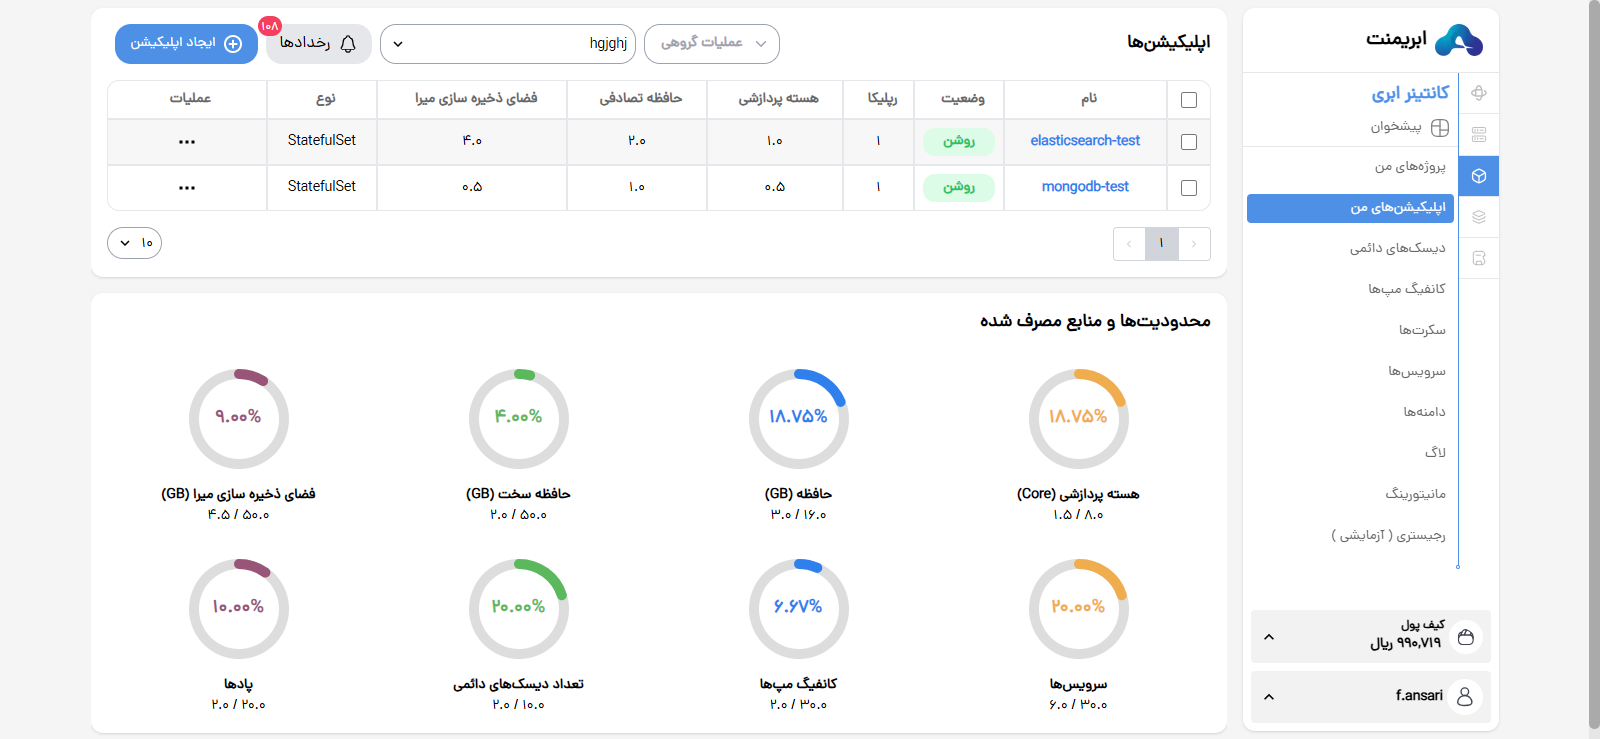 ابریمنت
کانتینر ابری
پیشخوان
پروژه‌های من
اپلیکیشن‌های من
دیسک‌های دائمی
کانفیگ مپ‌ها
سکرت‌ها
سرویس‌ها
دامنه‌ها
لاگ
مانیتورینگ
رجیستری ( آزمایشی )
کیف پول
۹۹۰,۷۱۹ ریال
f.ansari
اپلیکیشن‌ها
عملیات گروهی
hgjghj
رخدادها
۱۰۸
ایجاد اپلیکیشن
نام وضعیت رپلیکا هسته پردازشی حافظه تصادفی فضای ذخیره سازی میرا نوع عملیات
elasticsearch-test روشن ۱ ۱.۰ ۲.۰ ۴.۰ StatefulSet ...
mongodb-test روشن ۱ ۰.۵ ۱.۰ ۰.۵ StatefulSet ...
۱
۱۰
محدودیت‌ها و منابع مصرف شده
۱۸.۷۵%
هسته پردازشی (Core)
۱.۵ / ۸.۰
۱۸.۷۵%
حافظه (GB)
۳.۰ / ۱۶.۰
۴.۰۰%
حافظه سخت (GB)
۲.۰ / ۵۰.۰
۹.۰۰%
فضای ذخیره سازی میرا (GB)
۴.۵ / ۵۰.۰
۲۰.۰۰%
سرویس‌ها
۶.۰ / ۳۰.۰
۶.۶۷%
کانفیگ مپ‌ها
۲.۰ / ۳۰.۰
۲۰.۰۰%
تعداد دیسک‌های دائمی
۲.۰ / ۱۰.۰
۱۰.۰۰%
پادها
۲.۰ / ۲۰.۰